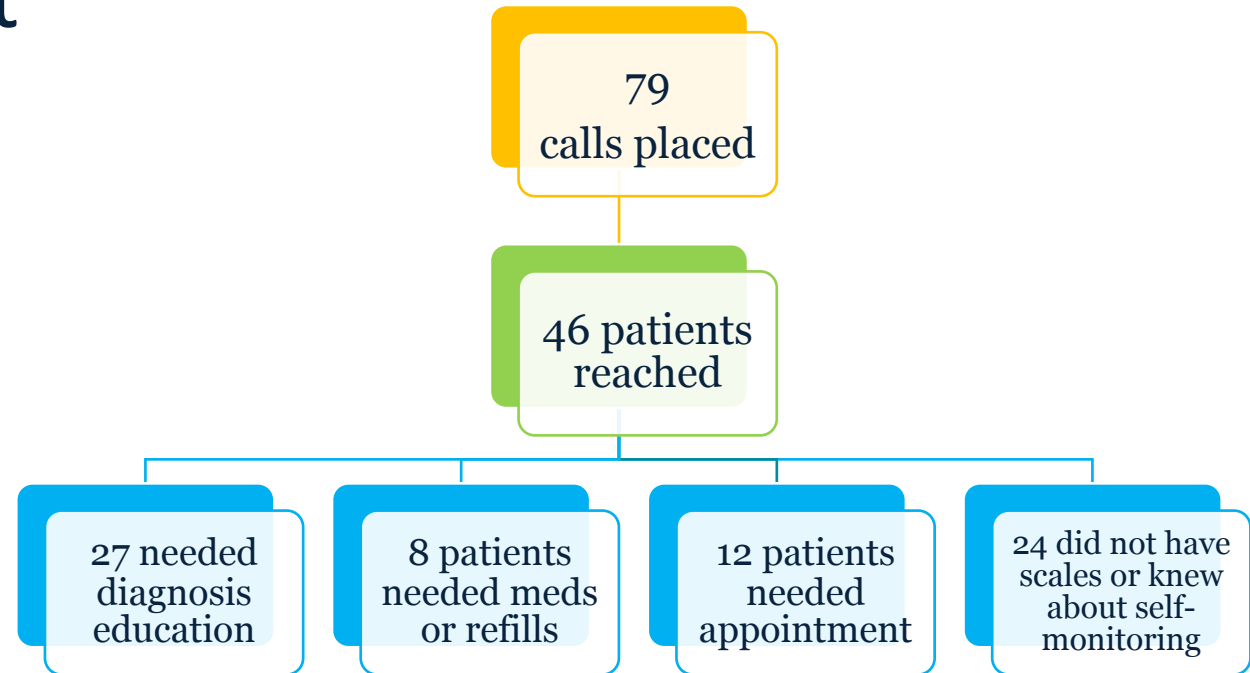 79
calls placed
46 patients
reached
27 needed
diagnosis
education
8 patients
needed meds
or refills
12 patients
needed
appointment
24 did not have
scales or knew
about self-
monitoring